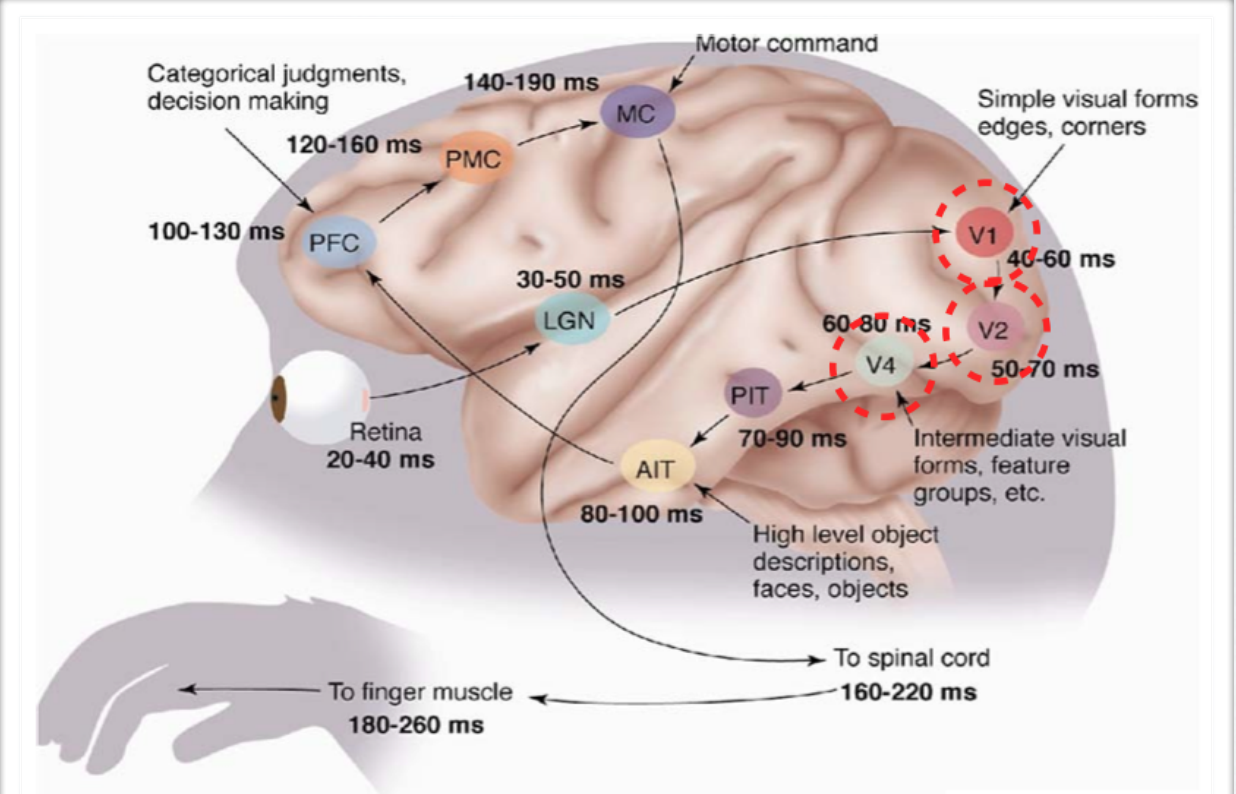 Motor command
Categorical judgments,
decision making
140-190 ms
MC
Simple visual forms
edges, corners
120-160 ms
PMC
100-130 ms
PFC
V1
40-60 ms
30-50 ms
LGN
60-80 ms
V2
V4
50-70 ms
PIT
70-90 ms
Retina
20-40 ms
Intermediate visual
forms, feature
groups, etc.
AIT
80-100 ms
High level object
descriptions,
faces, objects
To spinal cord
160-220 ms
To finger muscle
180-260 ms